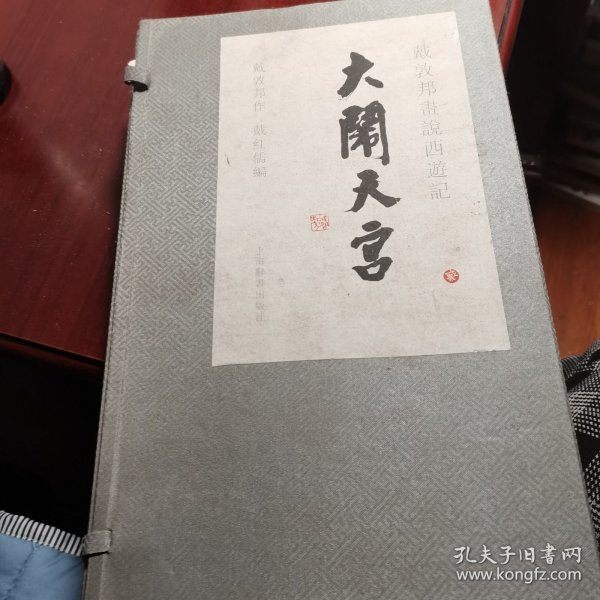 戴敦邦畫說西遊記
大鬧天宮
戴敦邦作 戴紅儒編
上海辭書出版社
孔夫子旧书网
www.kongfz.com